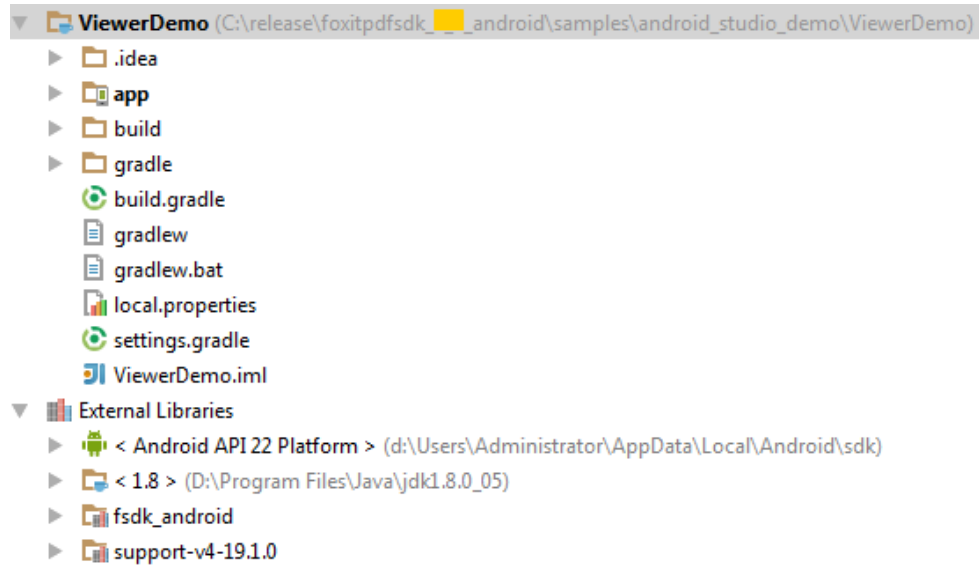 ViewerDemo (C:\release\foxitpdfsdk_ _ _android\samples\android_studio_demo\ViewerDemo)
.idea
app
build
gradle
build.gradle
gradlew
gradlew.bat
local.properties
settings.gradle
ViewerDemo.iml
External Libraries
< Android API 22 Platform > (d:\Users\Administrator\AppData\Local\Android\sdk)
< 1.8 > (D:\Program Files\Java\jdk1.8.0_05)
fsdk_android
support-v4-19.1.0